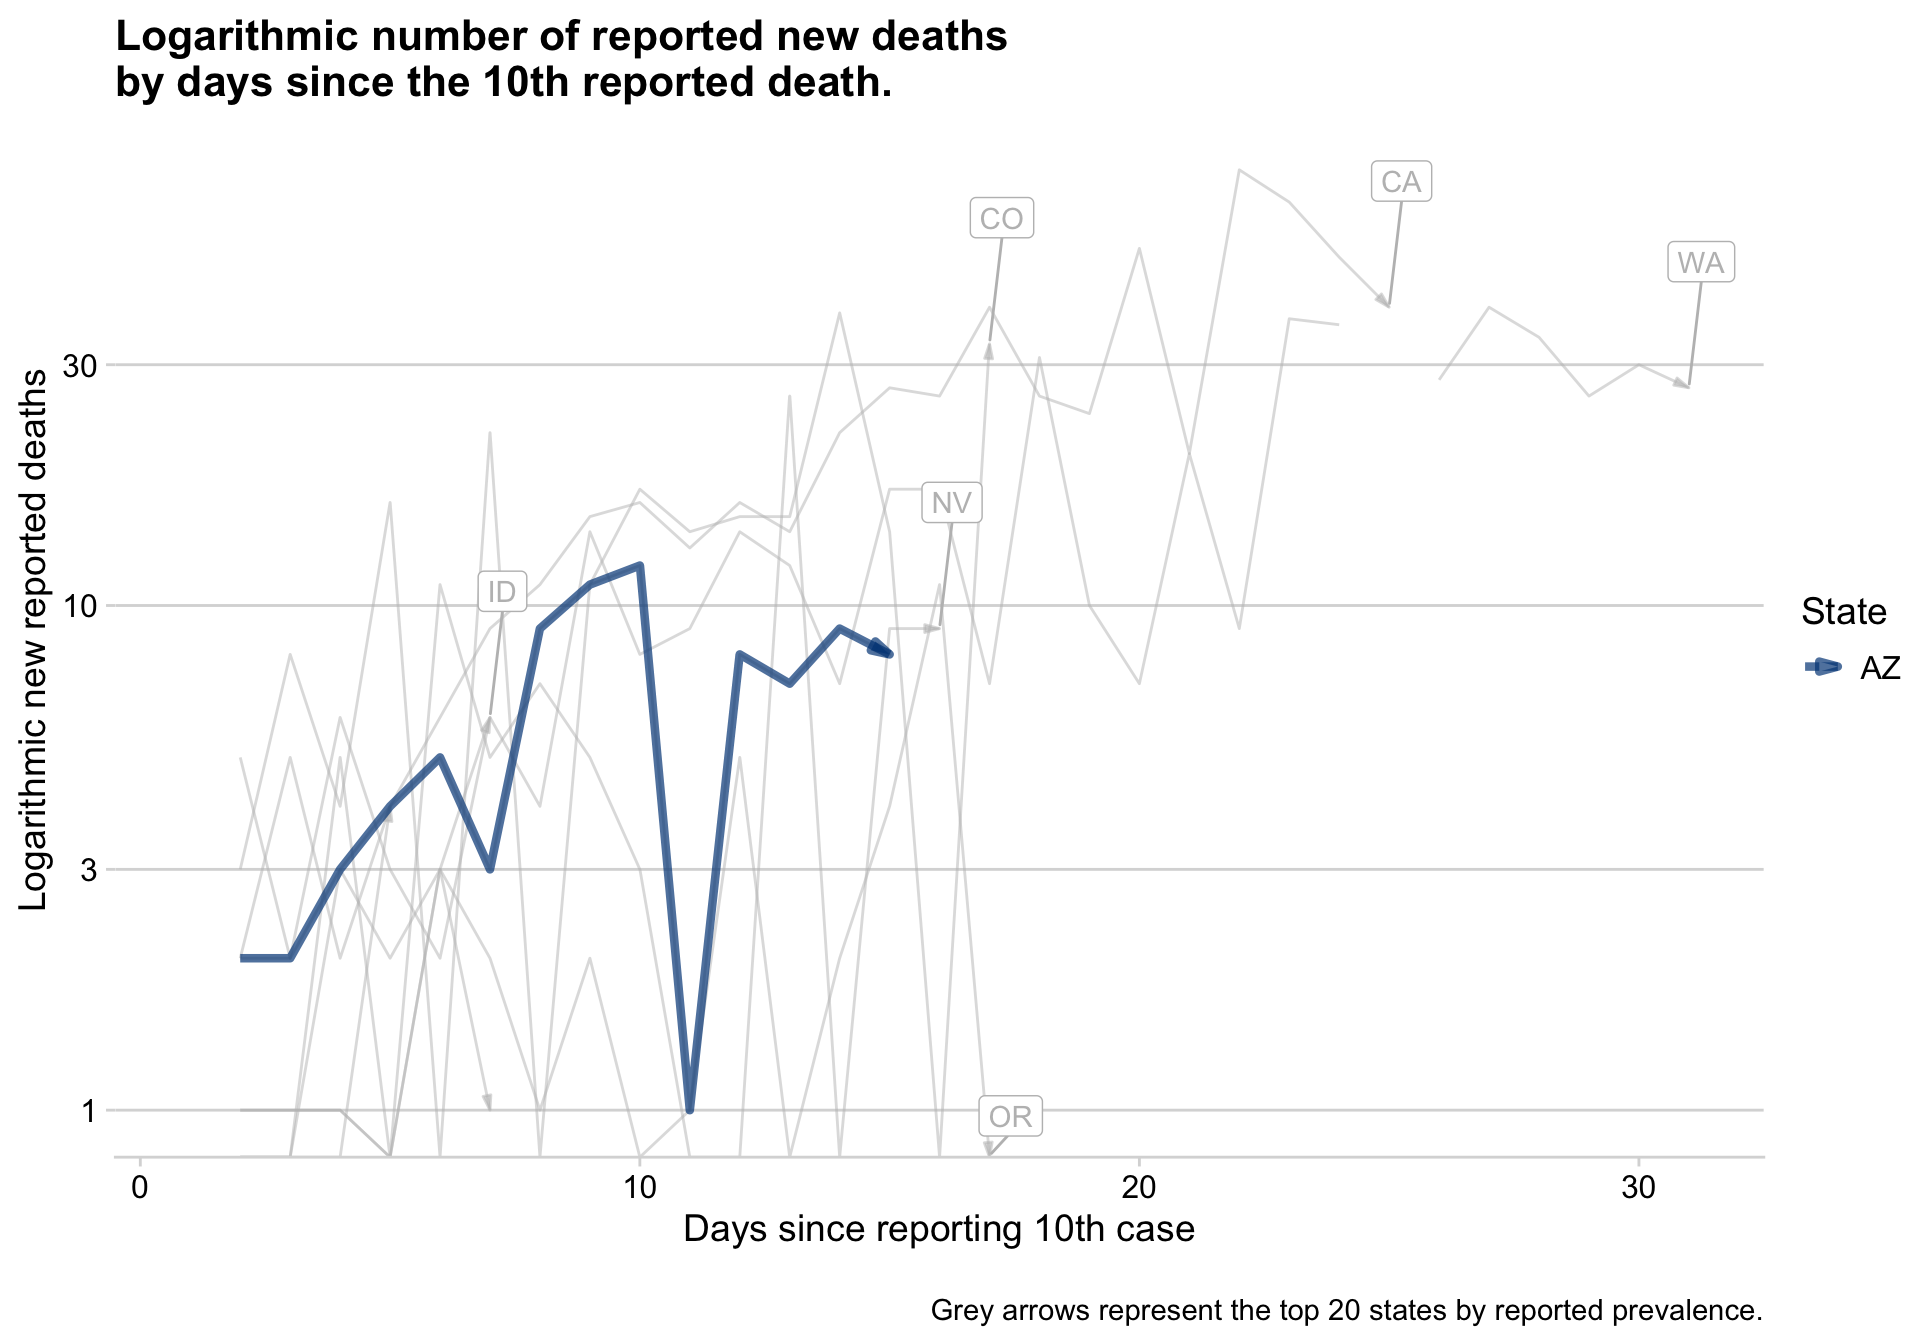 Logarithmic number of reported new deaths
by days since the 10th reported death.
CA
CO
WA
30
NV
ID
10
3
1
OR
Logarithmic new reported deaths
0
10
20
30
Days since reporting 10th case
State
AZ
Grey arrows represent the top 20 states by reported prevalence.